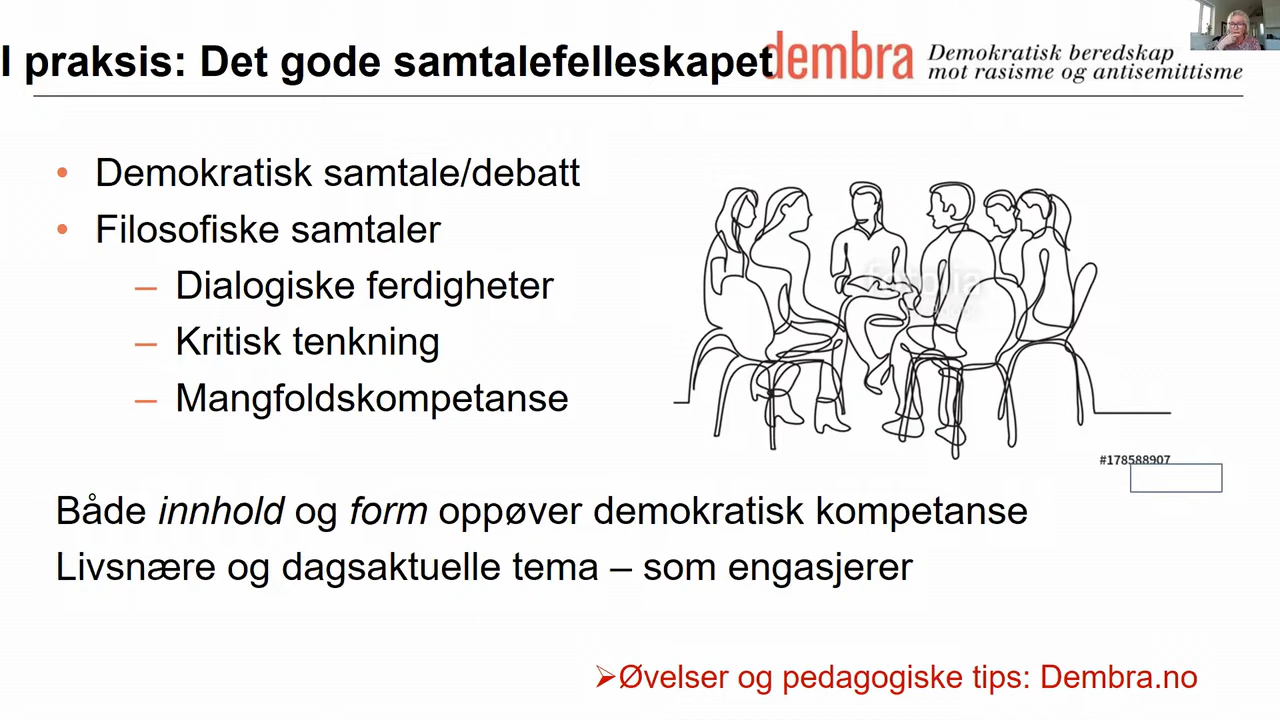 I praksis: Det gode samtalefelleskapet
dembra
Demokratisk beredskap
mot rasisme og antisemittisme
• Demokratisk samtale/debatt
• Filosofiske samtaler
– Dialogiske ferdigheter
– Kritisk tenkning
– Mangfoldskompetanse
#178588907
Både innhold og form oppøver demokratisk kompetanse
Livsnære og dagsaktuelle tema – som engasjerer
➢Øvelser og pedagogiske tips: Dembra.no